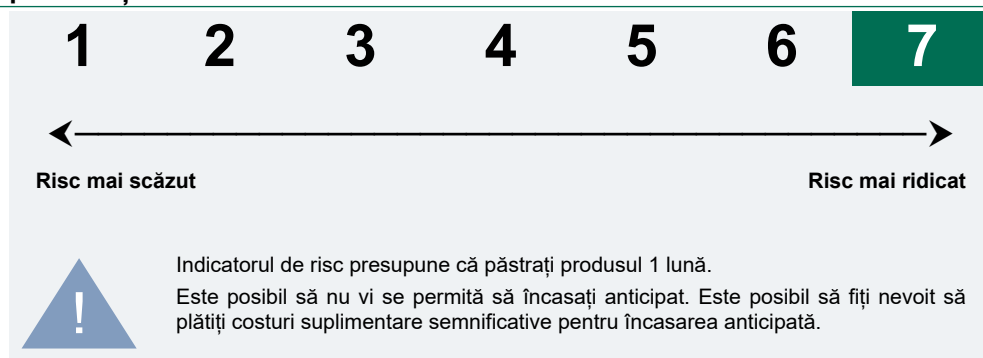 1 2 3 4 5 6 7
Risc mai scăzut Risc mai ridicat
!
Indicatorul de risc presupune că păstrați produsul 1 lună.
Este posibil să nu vi se permită să încasați anticipat. Este posibil să fiți nevoit să
plătiți costuri suplimentare semnificative pentru încasarea anticipată.